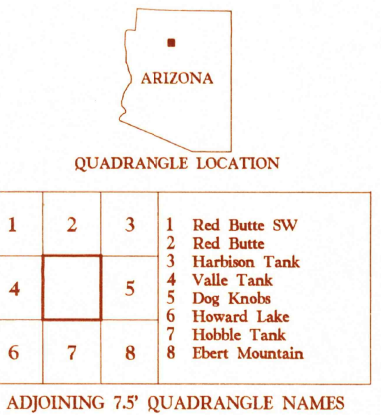 ARIZONA
QUADRANGLE LOCATION
1 2 3
4 5
6 7 8
1 Red Butte SW
2 Red Butte
3 Harbison Tank
4 Valle Tank
5 Dog Knobs
6 Howard Lake
7 Hobble Tank
8 Ebert Mountain
ADJOINING 7.5' QUADRANGLE NAMES